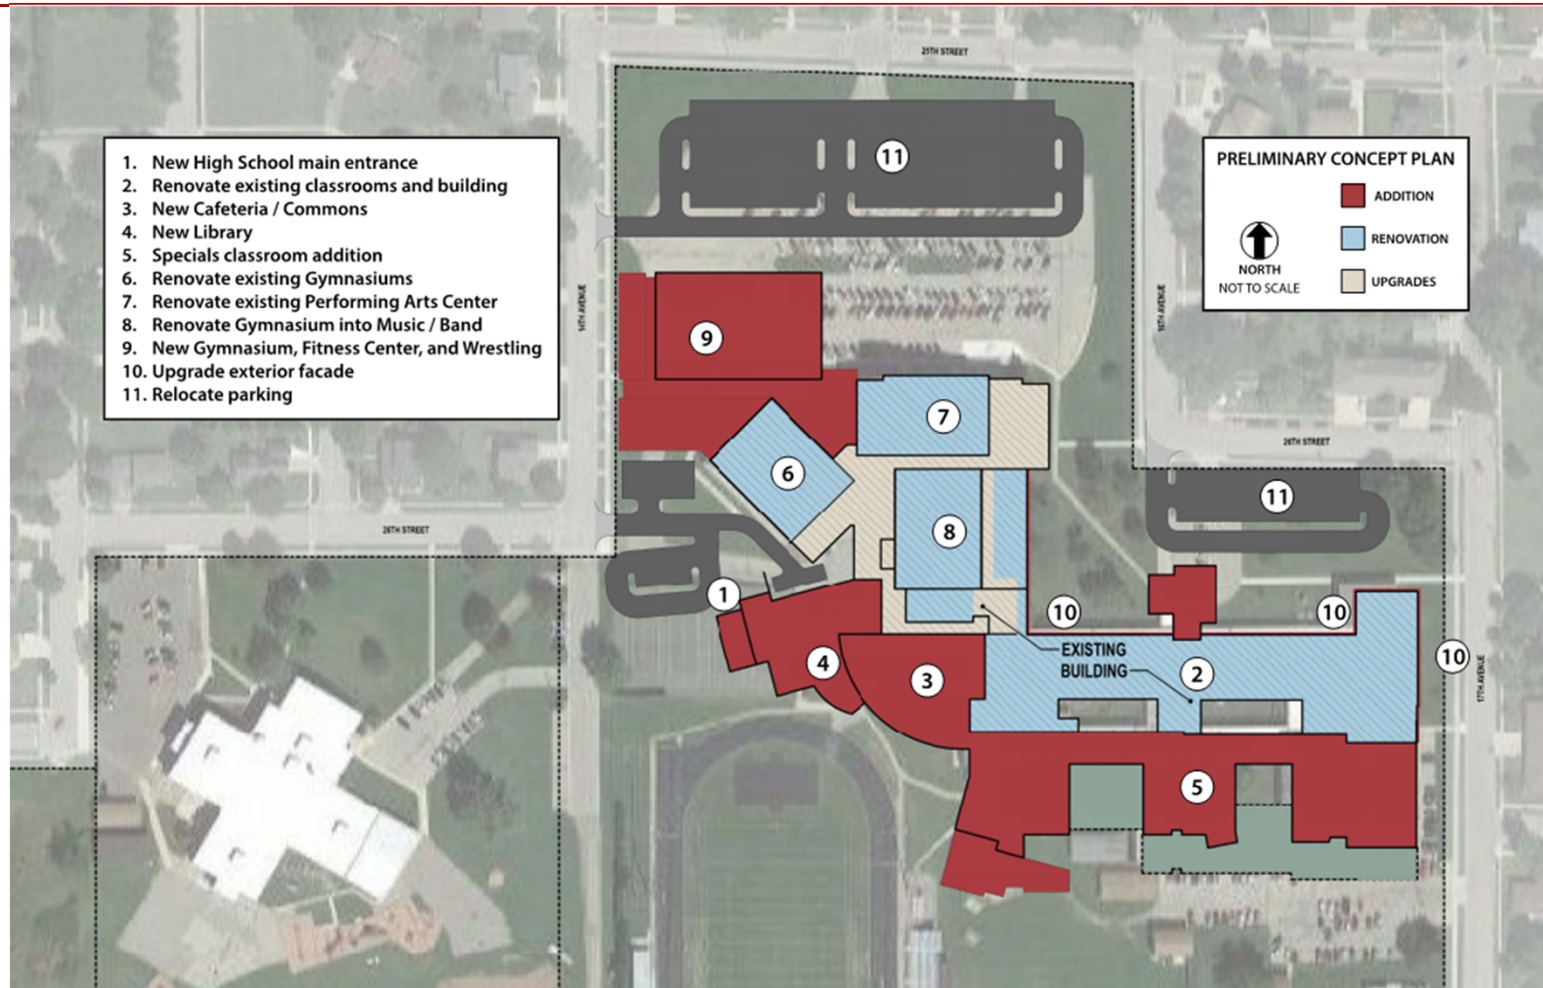 25TH STREET
1. New High School main entrance
2. Renovate existing classrooms and building
3. New Cafeteria / Commons
4. New Library
5. Specials classroom addition
6. Renovate existing Gymnasiums
7. Renovate existing Performing Arts Center
8. Renovate Gymnasium into Music / Band
9. New Gymnasium, Fitness Center, and Wrestling
10. Upgrade exterior facade
11. Relocate parking
PRELIMINARY CONCEPT PLAN
ADDITION
RENOVATION
UPGRADES
NORTH
NOT TO SCALE
11
14TH AVENUE
16TH AVENUE
9
7
26TH STREET
6
11
8
26TH STREET
1
10
10
EXISTING
BUILDING
10
4
3
2
17TH AVENUE
5